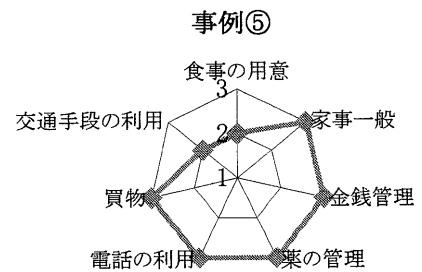 事例⑤
食事の用意
3
交通手段の利用
家事一般
2
買物
1
金銭管理
電話の利用
薬の管理